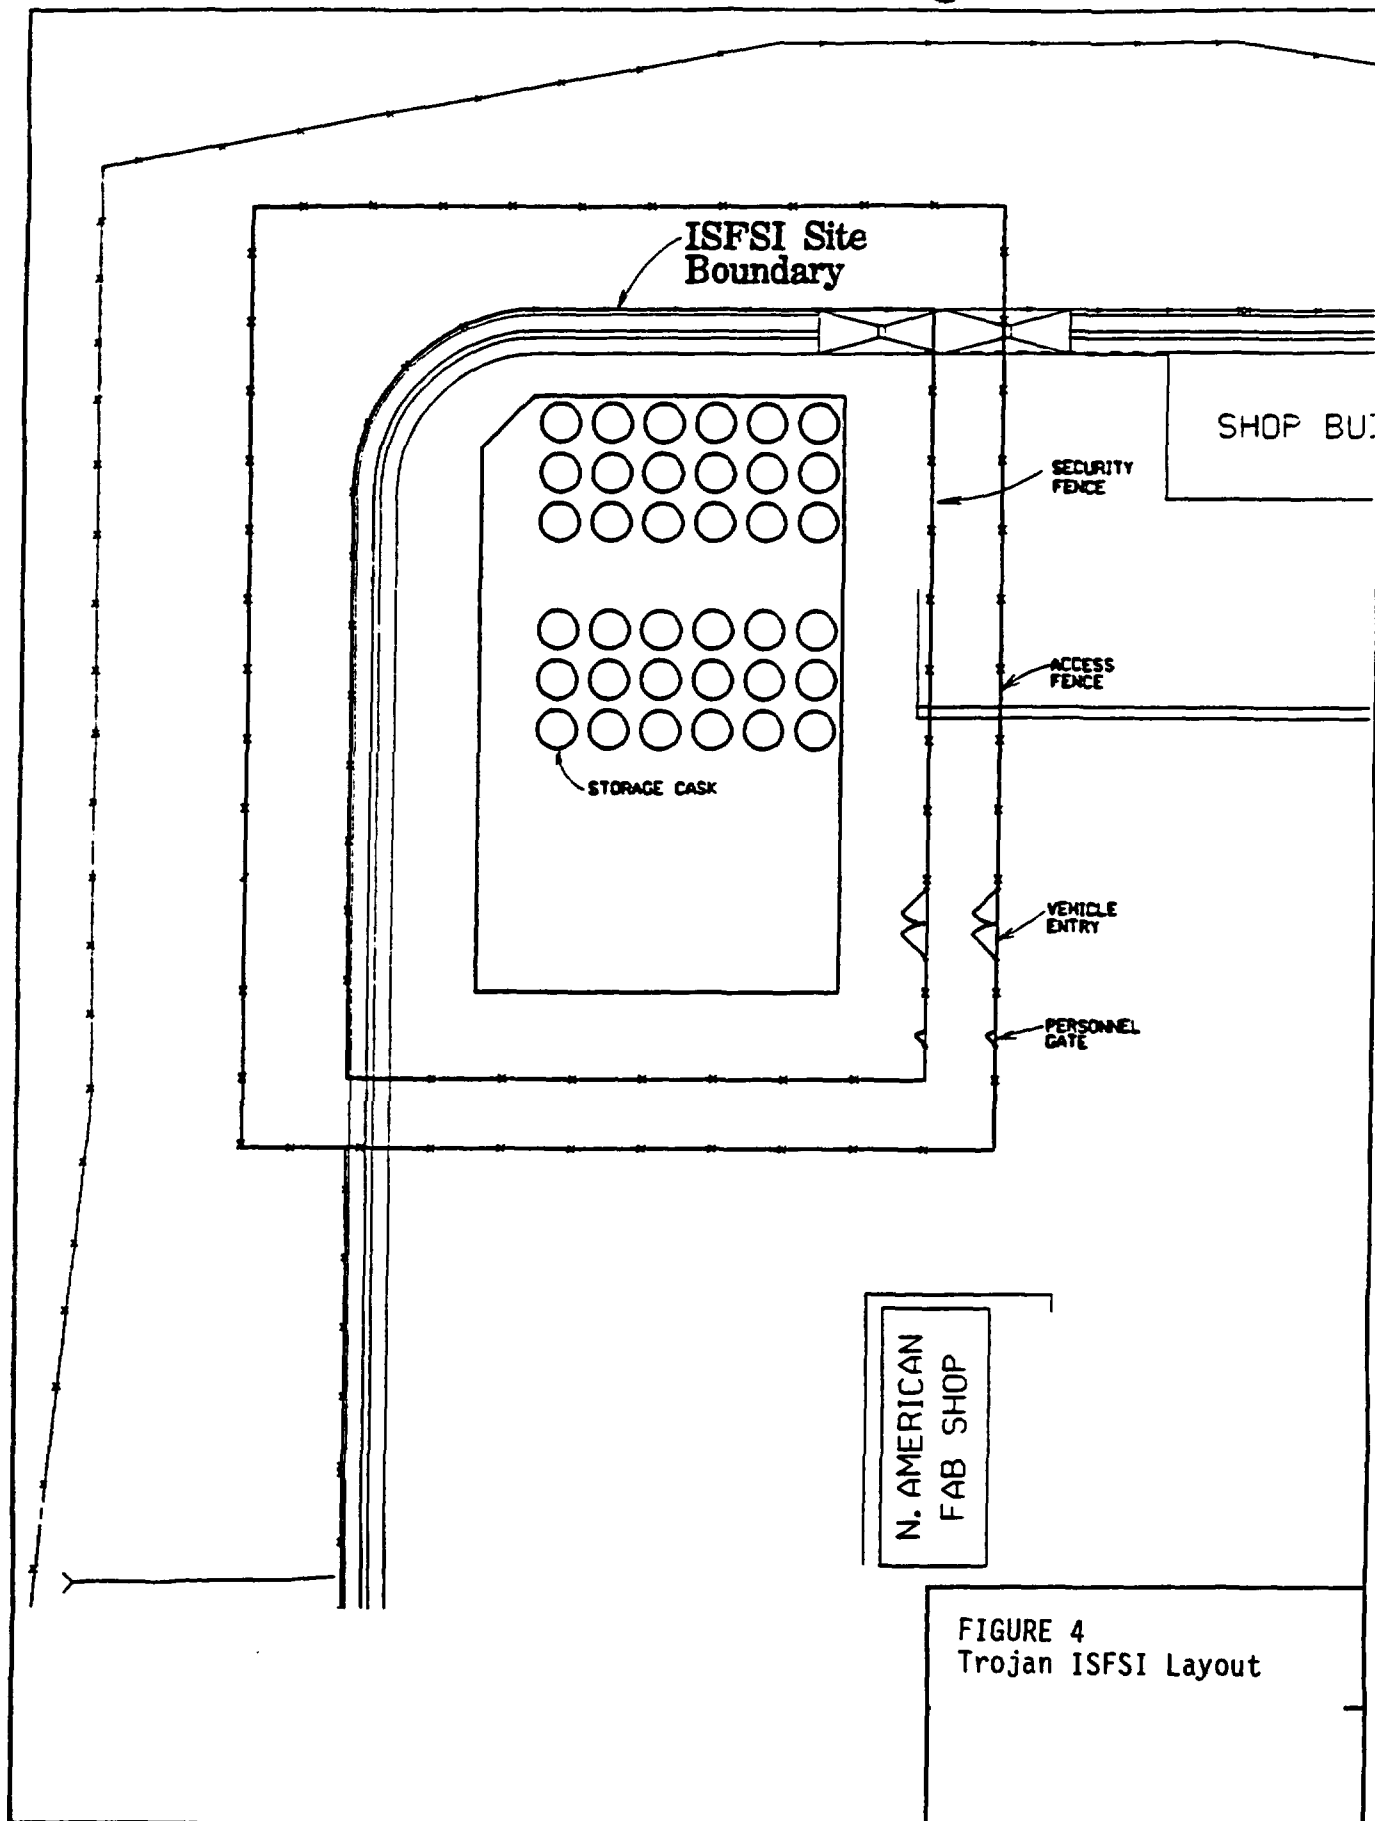 ISFSI Site
Boundary
SHOP BUI
SECURITY
FENCE
ACCESS
FENCE
STORAGE CASK
VEHICLE
ENTRY
PERSONNEL
GATE
N. AMERICAN
FAB SHOP
FIGURE 4
Trojan ISFSI Layout